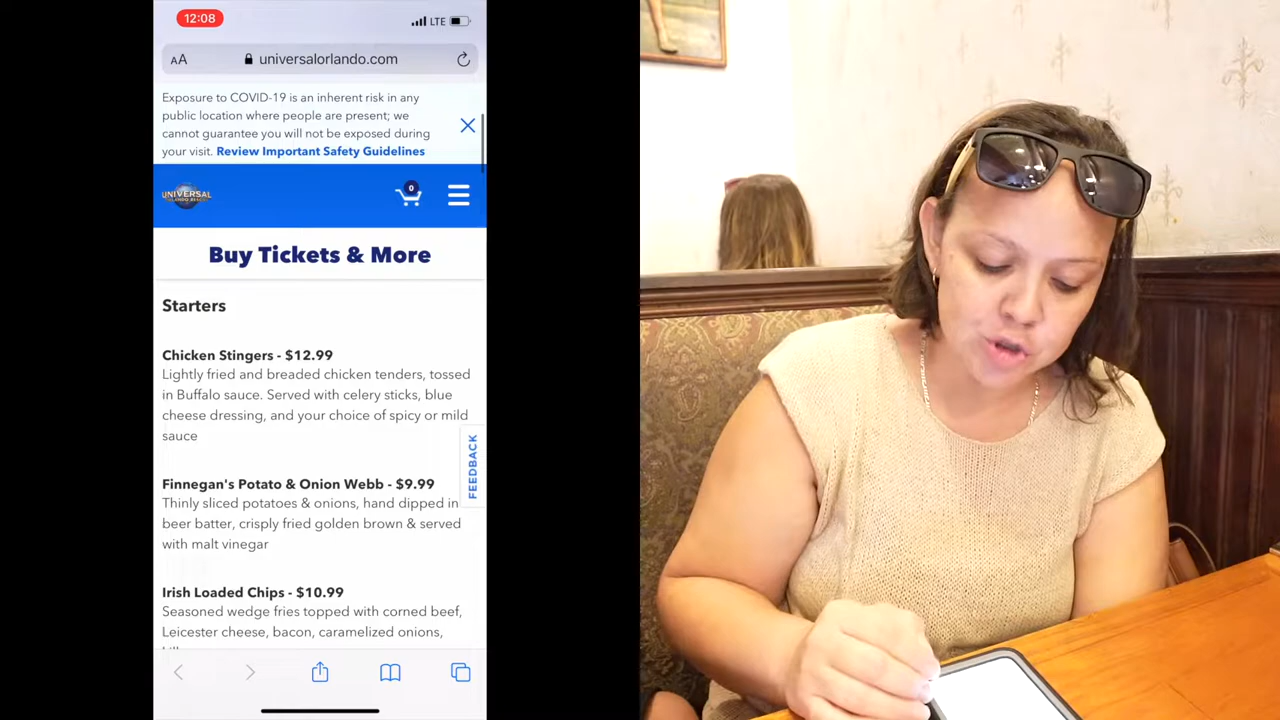 12:08
LTE
AA
universalorlando.com
Exposure to COVID-19 is an inherent risk in any
public location where people are present; we
cannot guarantee you will not be exposed during
your visit. Review Important Safety Guidelines
UNIVERSAL
0
Buy Tickets & More
Starters
Chicken Stingers - $12.99
Lightly fried and breaded chicken tenders, tossed
in Buffalo sauce. Served with celery sticks, blue
cheese dressing, and your choice of spicy or mild
sauce
FEEDBACK
Finnegan's Potato & Onion Webb - $9.99
Thinly sliced potatoes & onions, hand dipped in
beer batter, crisply fried golden brown & served
with malt vinegar
Irish Loaded Chips - $10.99
Seasoned wedge fries topped with corned beef,
Leicester cheese, bacon, caramelized onions,